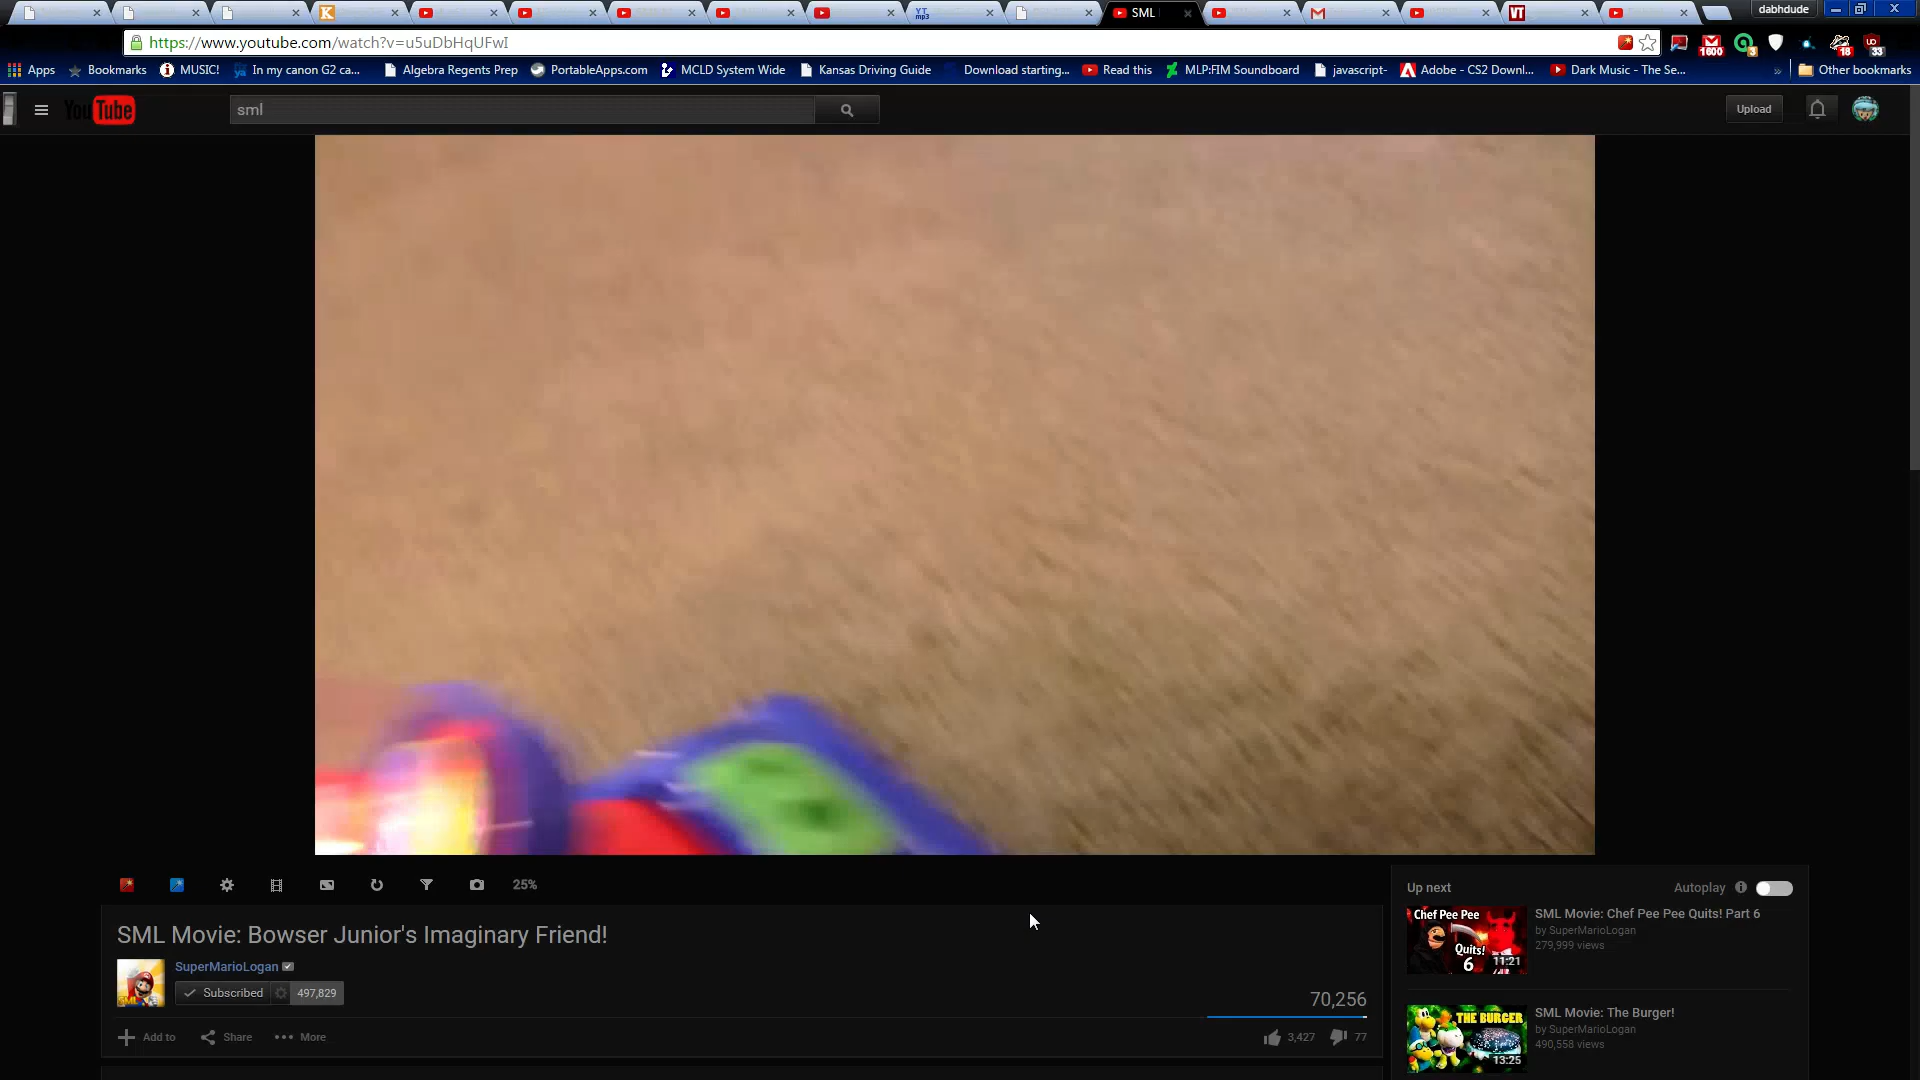 SML
dabhdude
https://www.youtube.com/watch?v=u5uDbHqUFwI
1600
3
18
33
Apps
Bookmarks
MUSIC!
In my canon G2 ca...
Algebra Regents Prep
PortableApps.com
MCLD System Wide
Kansas Driving Guide
Download starting...
Read this
MLP:FIM Soundboard
javascript-
Adobe - CS2 Downl...
Dark Music - The Se...
»
Other bookmarks
YouTube
sml
Upload
25%
SML Movie: Bowser Junior's Imaginary Friend!
SuperMarioLogan
Subscribed
497,829
70,256
Add to
Share
More
3,427
77
Up next
Autoplay
Chef Pee Pee
Quits!
6
11:21
SML Movie: Chef Pee Pee Quits! Part 6
by SuperMarioLogan
279,999 views
THE BURGER
13:25
SML Movie: The Burger!
by SuperMarioLogan
490,558 views